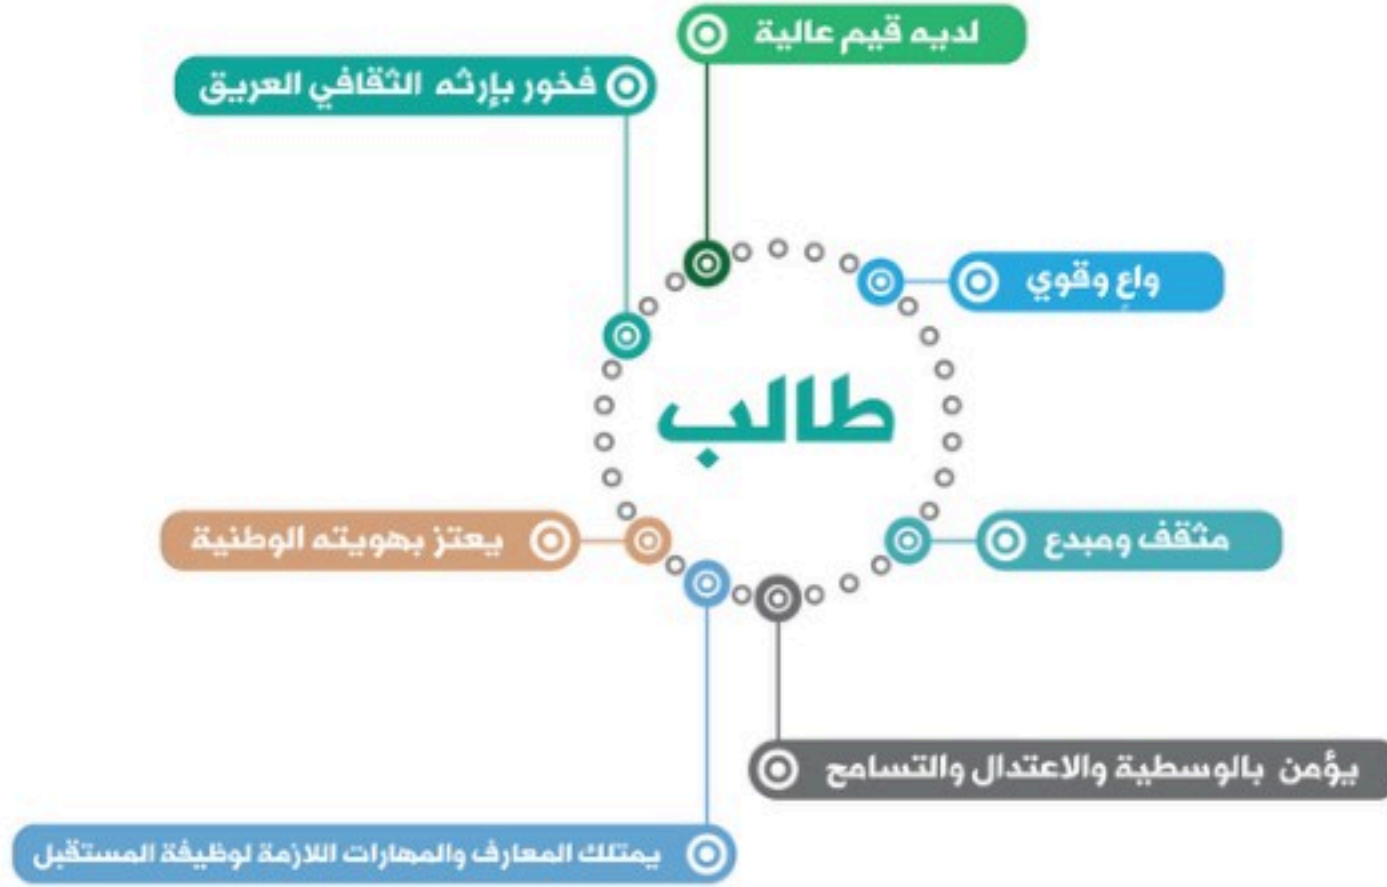 لديه قيم عالية
فخور بإرثه الثقافي العريق
واعٍ وقوي
طالب
مثقف ومبدع
يعتز بهويته الوطنية
يؤمن بالوسطية والاعتدال والتسامح
يمتلك المعارف والمهارات اللازمة لوظيفة المستقبل